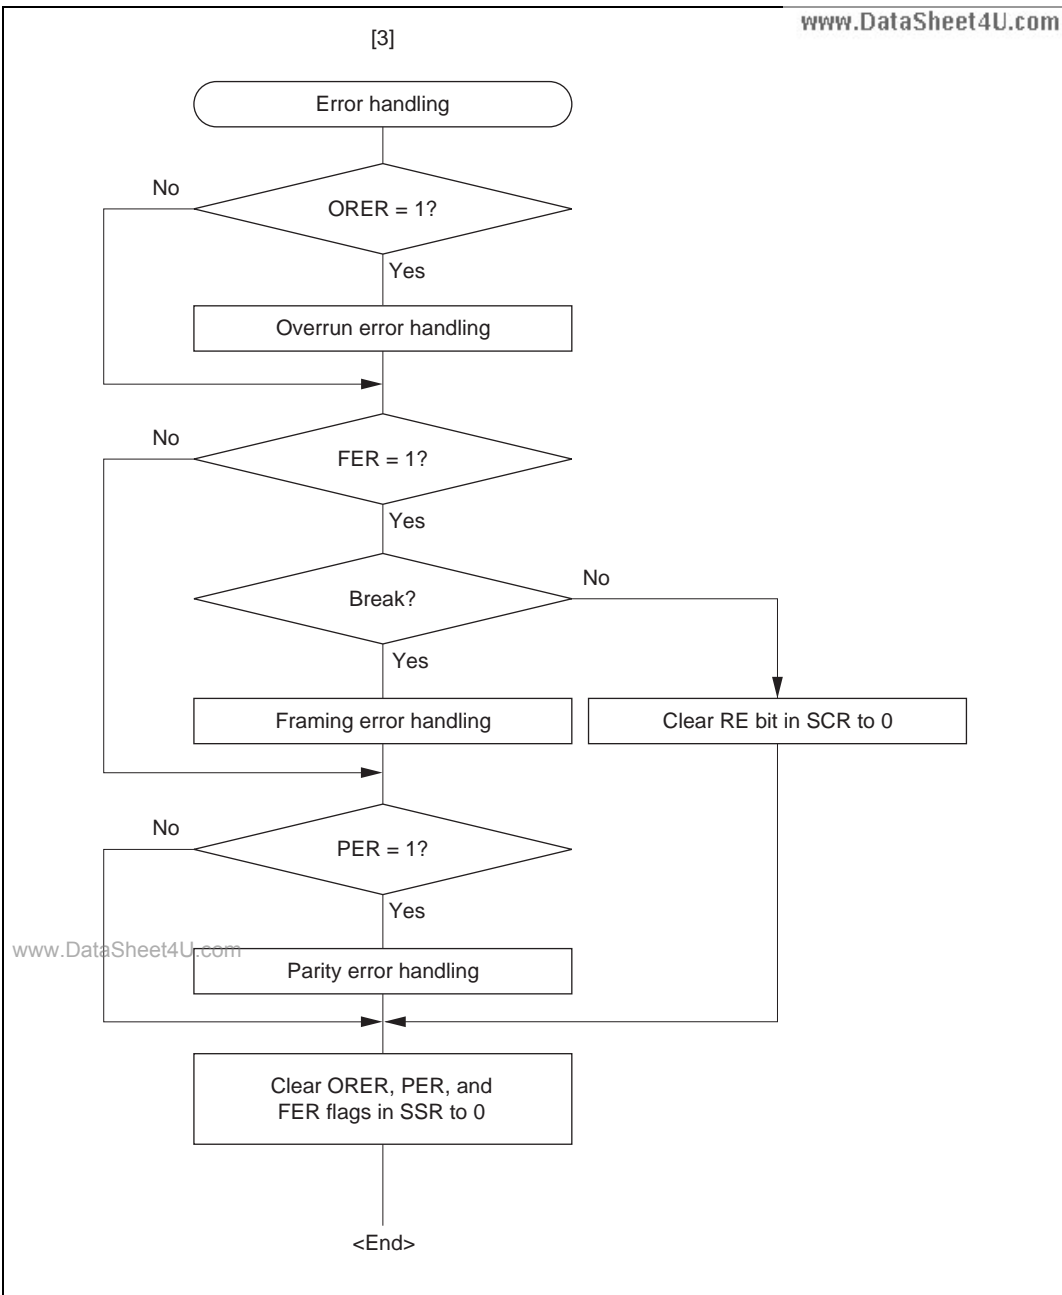 www.DataSheet4U.com
[3]
Error handling
No
ORER = 1?
Yes
Overrun error handling
No
FER = 1?
Yes
Break?
No
Yes
Framing error handling
Clear RE bit in SCR to 0
No
PER = 1?
Yes
www.DataSheet4U.com
Parity error handling
Clear ORER, PER, and
FER flags in SSR to 0
<End>